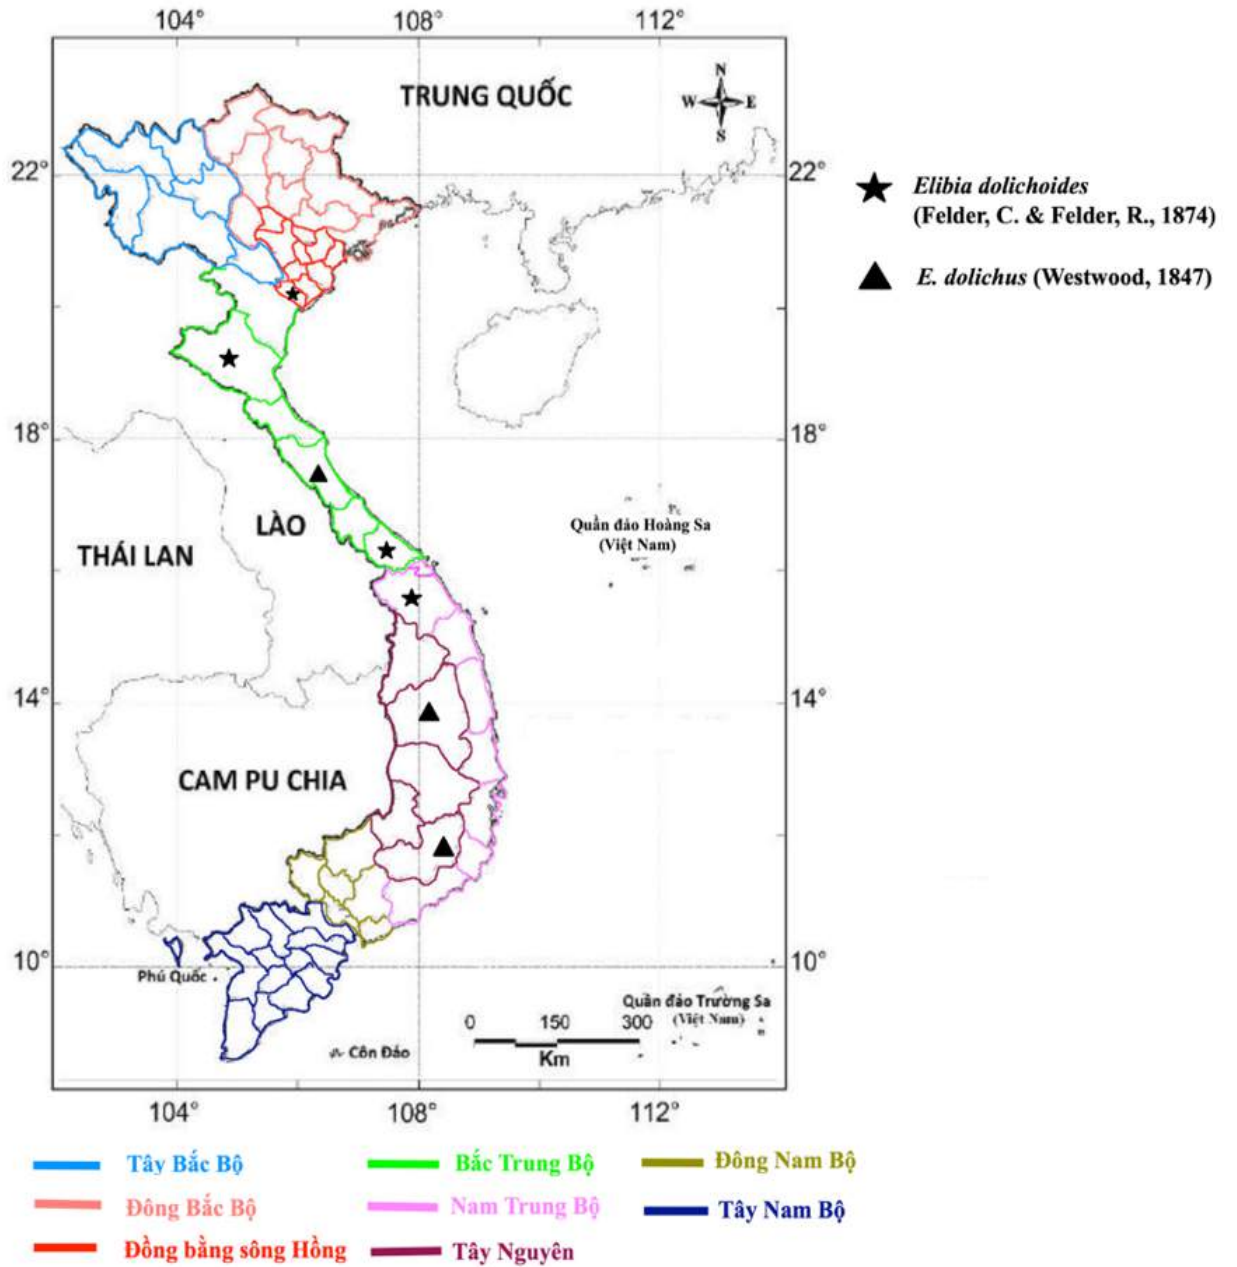 104° 108° 112°
TRUNG QUỐC
N
W E
S
22° 22°
Elibia dolichoides
(Felder, C. & Felder, R., 1874)
E. dolichus (Westwood, 1847)
18° 18°
LÀO
Quần đảo Hoàng Sa
(Việt Nam)
THÁI LAN
14° 14°
CAM PU CHIA
10° 10°
Phú Quốc
Quần đảo Trường Sa
(Việt Nam)
0 150 300
Km
Côn Đảo
104° 108° 112°
Tây Bắc Bộ
Bắc Trung Bộ
Đông Nam Bộ
Đông Bắc Bộ
Nam Trung Bộ
Tây Nam Bộ
Đồng bằng sông Hồng
Tây Nguyên